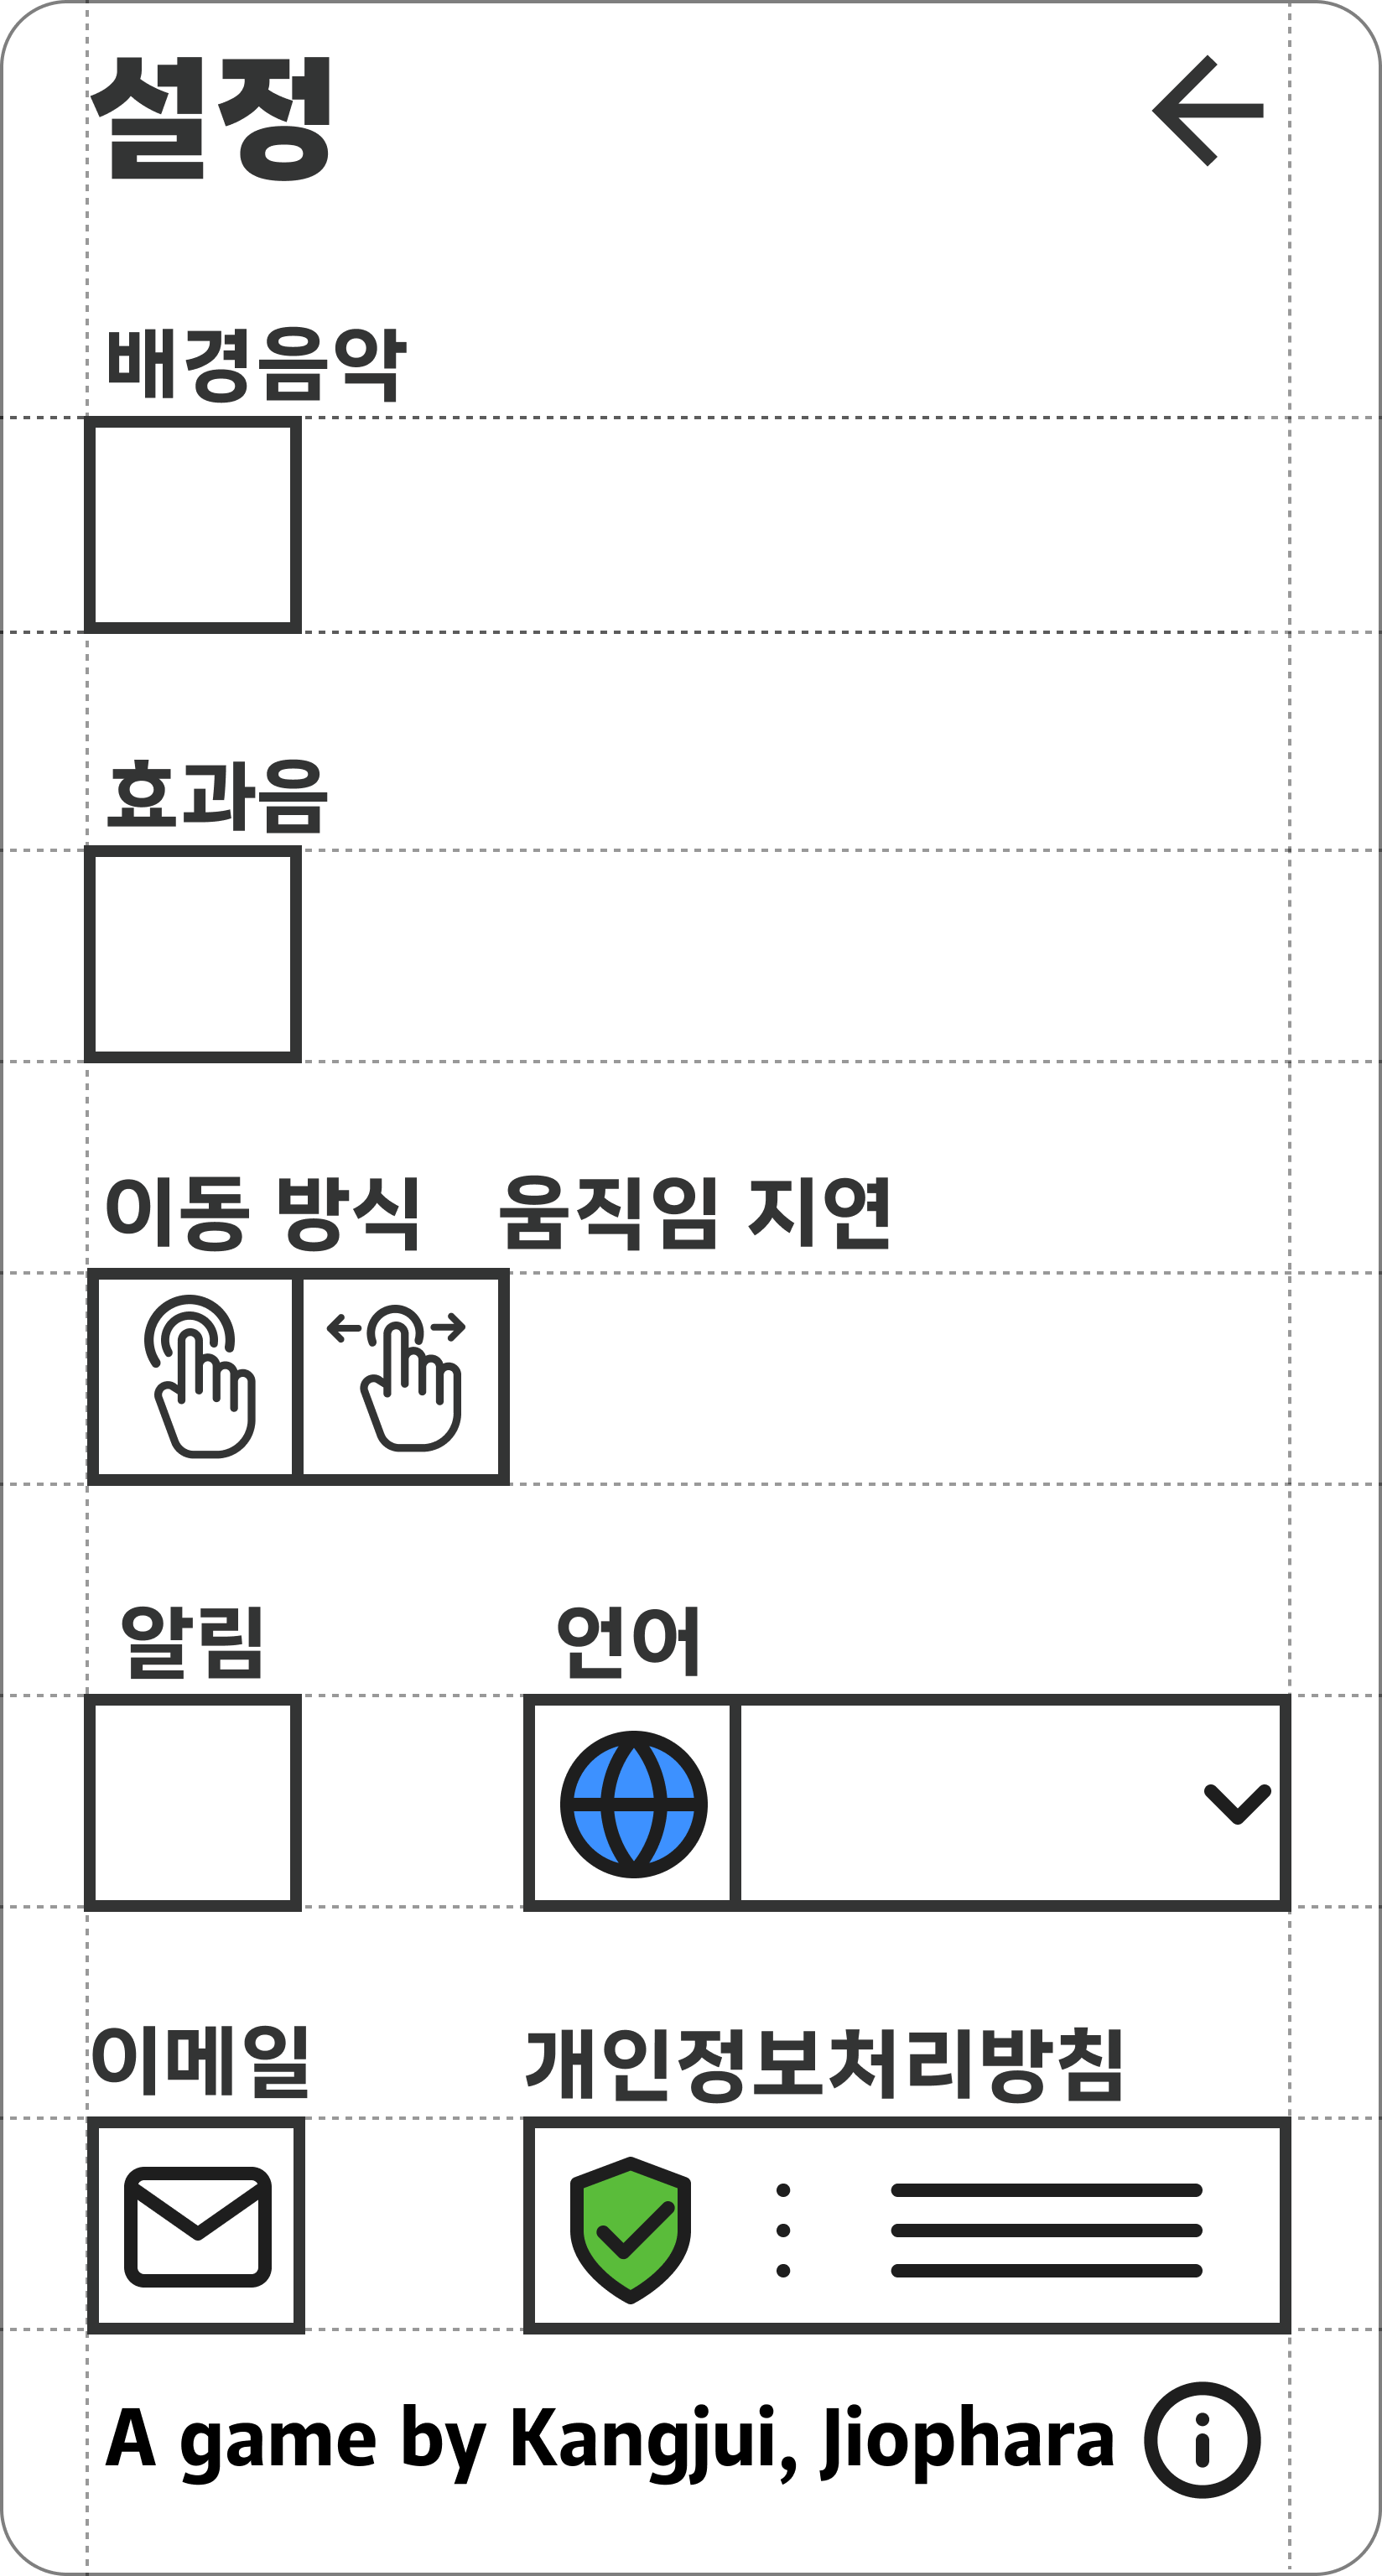 설정
배경음악
효과음
이동 방식 움직임 지연
알림 언어
이메일 개인정보처리방침
A game by Kangjui, Jiophara